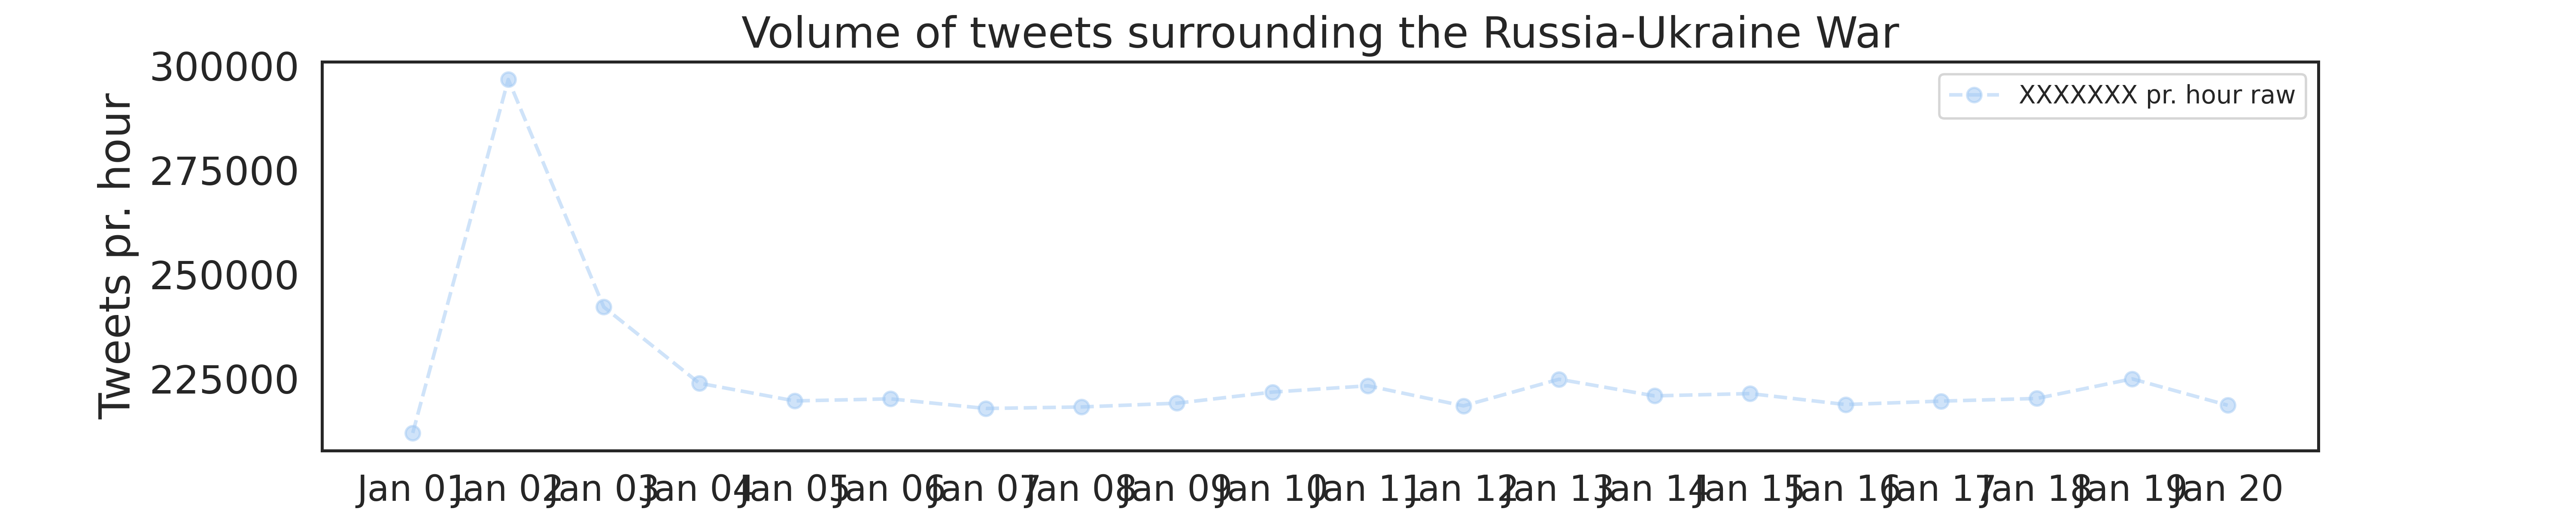 Volume of tweets surrounding the Russia-Ukraine War
300000
275000
250000
225000
Tweets pr. hour
XXXXXXX pr. hour raw
Jan 01 Jan 02 Jan 03 Jan 04 Jan 05 Jan 06 Jan 07 Jan 08 Jan 09 Jan 10 Jan 11 Jan 12 Jan 13 Jan 14 Jan 15 Jan 16 Jan 17 Jan 18 Jan 19 Jan 20